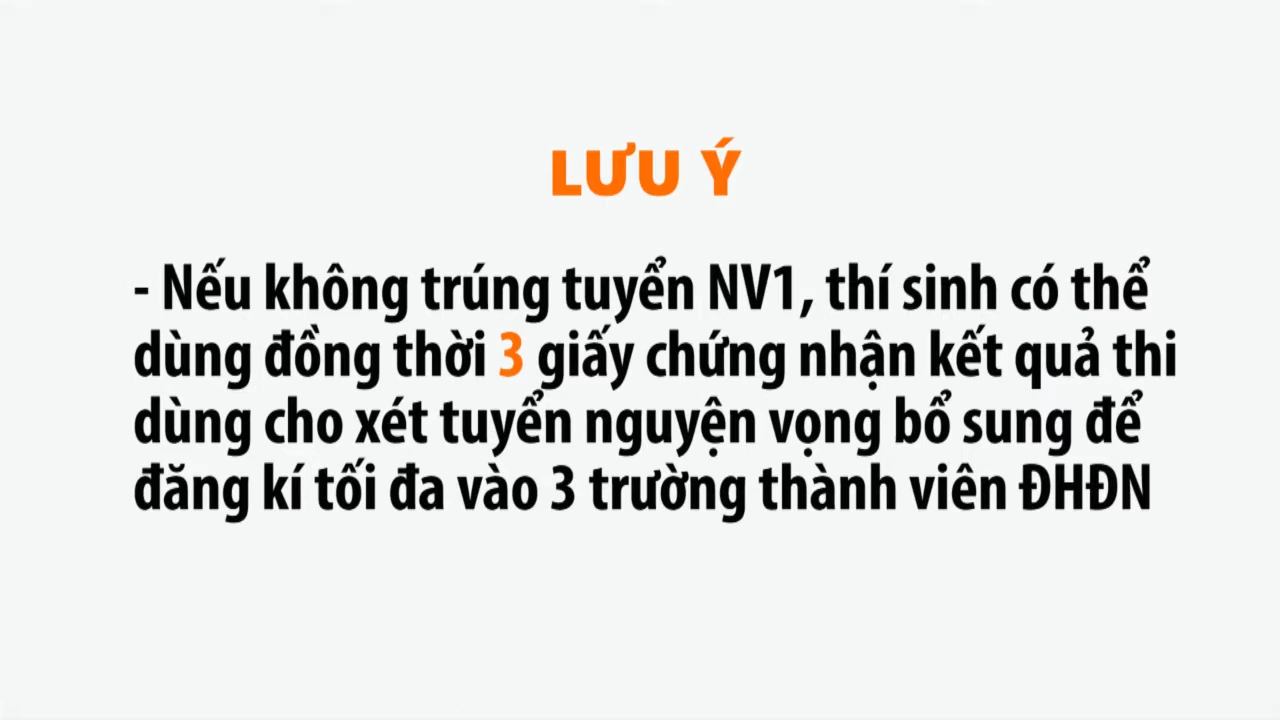 LƯU Ý
- Nếu không trúng tuyển NV1, thí sinh có thể
dùng đồng thời 3 giấy chứng nhận kết quả thi
dùng cho xét tuyển nguyện vọng bổ sung để
đăng kí tối đa vào 3 trường thành viên ĐHĐN